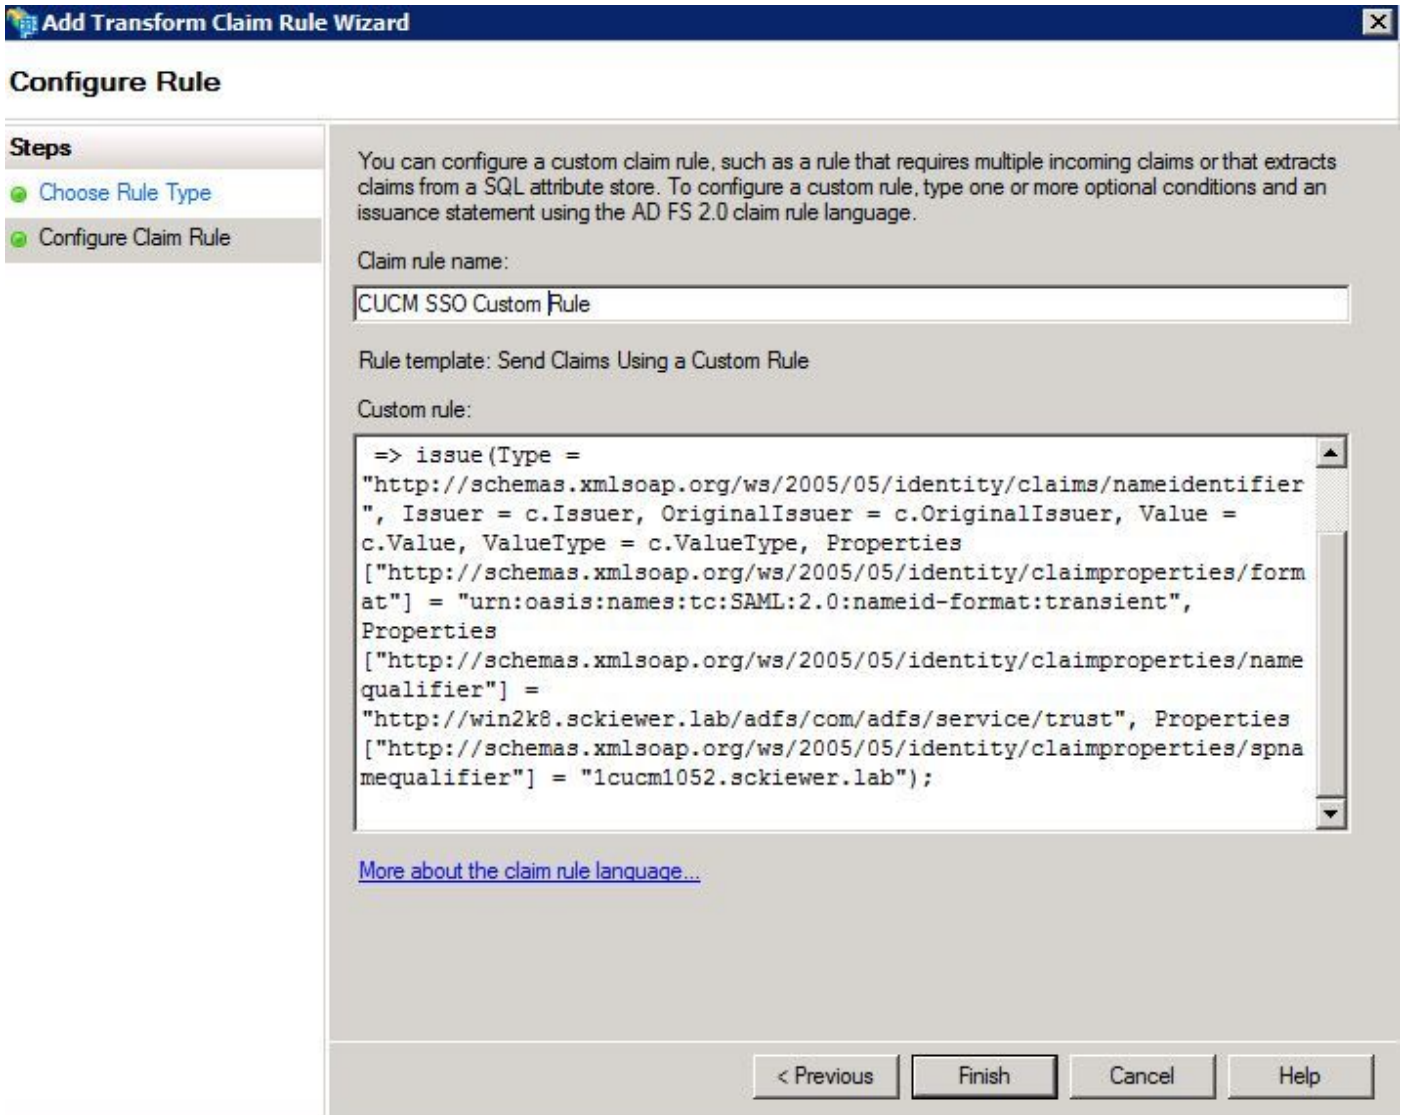 Add Transform Claim Rule Wizard
Configure Rule
Steps
Choose Rule Type
Configure Claim Rule
You can configure a custom claim rule, such as a rule that requires multiple incoming claims or that extracts
claims from a SQL attribute store. To configure a custom rule, type one or more optional conditions and an
issuance statement using the AD FS 2.0 claim rule language.
Claim rule name:
CUCM SSO Custom Rule
Rule template: Send Claims Using a Custom Rule
Custom rule:
=> issue(Type =
"http://schemas.xmlsoap.org/ws/2005/05/identity/claims/nameidentifier
", Issuer = c.Issuer, OriginalIssuer = c.OriginalIssuer, Value =
c.Value, ValueType = c.ValueType, Properties
["http://schemas.xmlsoap.org/ws/2005/05/identity/claimproperties/form
at"] = "urn:oasis:names:tc:SAML:2.0:nameid-format:transient",
Properties
["http://schemas.xmlsoap.org/ws/2005/05/identity/claimproperties/name
qualifier"] =
"http://win2k8.sckiewer.lab/adfs/com/adfs/service/trust", Properties
["http://schemas.xmlsoap.org/ws/2005/05/identity/claimproperties/spna
mequalifier"] = "1cucm1052.sckiewer.lab");
More about the claim rule language...
< Previous
Finish
Cancel
Help